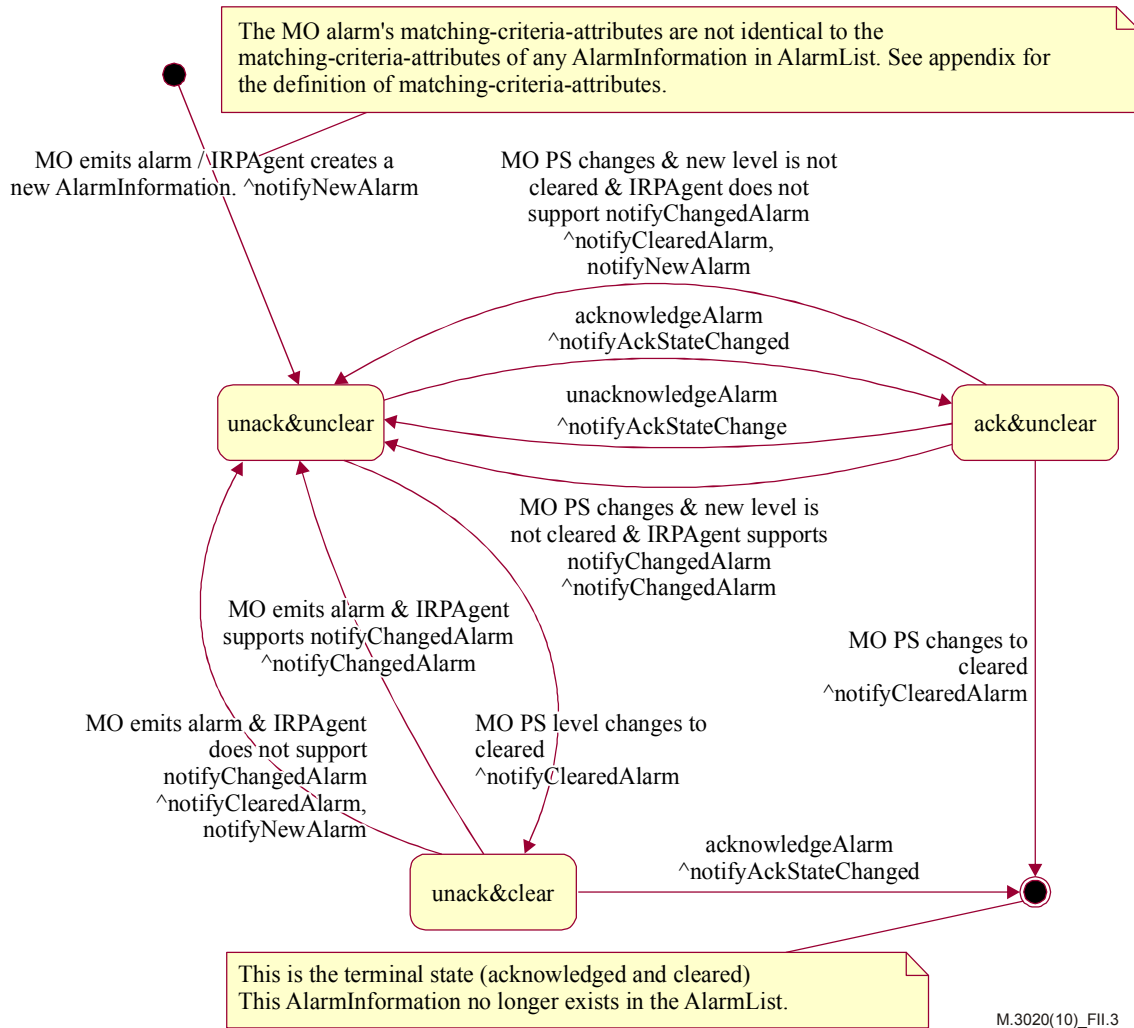 The MO alarm's matching-criteria-attributes are not identical to the
matching-criteria-attributes of any AlarmInformation in AlarmList. See appendix for
the definition of matching-criteria-attributes.
MO emits alarm / IRPAgent creates a
new AlarmInformation. ^notifyNewAlarm
MO PS changes & new level is not
cleared & IRPAgent does not
support notifyChangedAlarm
^notifyClearedAlarm,
notifyNewAlarm
acknowledgeAlarm
^notifyAckStateChanged
unack&unclear
unacknowledgeAlarm
^notifyAckStateChange
ack&unclear
MO PS changes & new level is
not cleared & IRPAgent supports
notifyChangedAlarm
^notifyChangedAlarm
MO emits alarm & IRPAgent
supports notifyChangedAlarm
^notifyChangedAlarm
MO PS changes to
cleared
^notifyClearedAlarm
MO emits alarm & IRPAgent
does not support
notifyChangedAlarm
^notifyClearedAlarm,
notifyNewAlarm
MO PS level changes to
cleared
^notifyClearedAlarm
acknowledgeAlarm
^notifyAckStateChanged
unack&clear
This is the terminal state (acknowledged and cleared)
This AlarmInformation no longer exists in the AlarmList.
M.3020(10)_FII.3